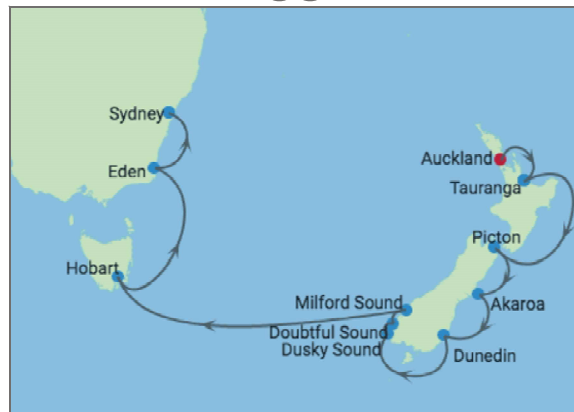 Sydney
Auckland
Eden
Tauranga
Picton
Hobart
Milford Sound
Akaroa
Doubtful Sound
Dusky Sound
Dunedin